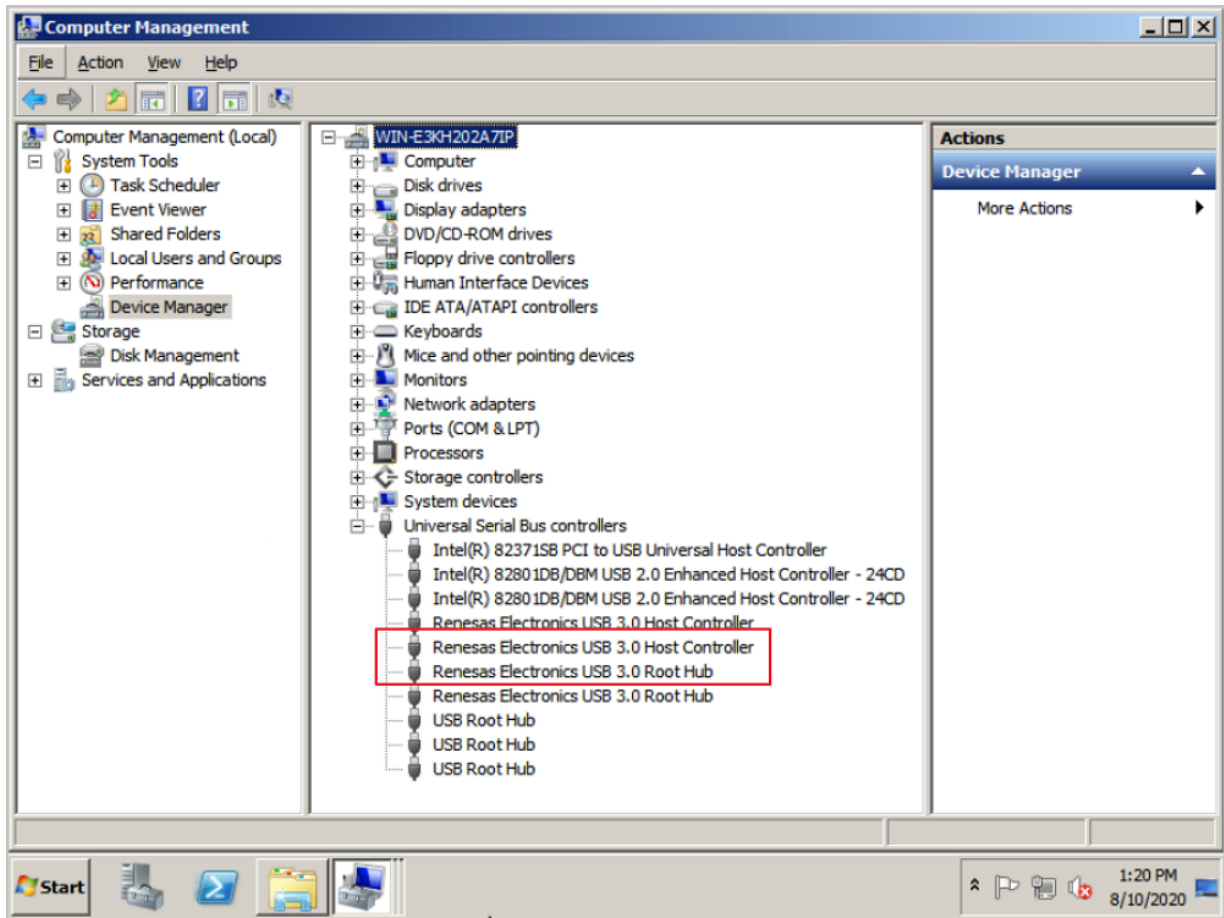 Computer Management
File Action View Help
Computer Management (Local)
System Tools
Task Scheduler
Event Viewer
Shared Folders
Local Users and Groups
Performance
Device Manager
Storage
Disk Management
Services and Applications
WIN-E3KH202A7IP
Computer
Disk drives
Display adapters
DVD/CD-ROM drives
Floppy drive controllers
Human Interface Devices
IDE ATA/ATAPI controllers
Keyboards
Mice and other pointing devices
Monitors
Network adapters
Ports (COM & LPT)
Processors
Storage controllers
System devices
Universal Serial Bus controllers
Intel(R) 82371SB PCI to USB Universal Host Controller
Intel(R) 82801DB/DBM USB 2.0 Enhanced Host Controller - 24CD
Intel(R) 82801DB/DBM USB 2.0 Enhanced Host Controller - 24CD
Renesas Electronics USB 3.0 Host Controller
Renesas Electronics USB 3.0 Host Controller
Renesas Electronics USB 3.0 Root Hub
Renesas Electronics USB 3.0 Root Hub
USB Root Hub
USB Root Hub
USB Root Hub
Actions
Device Manager
More Actions
Start
1:20 PM
8/10/2020